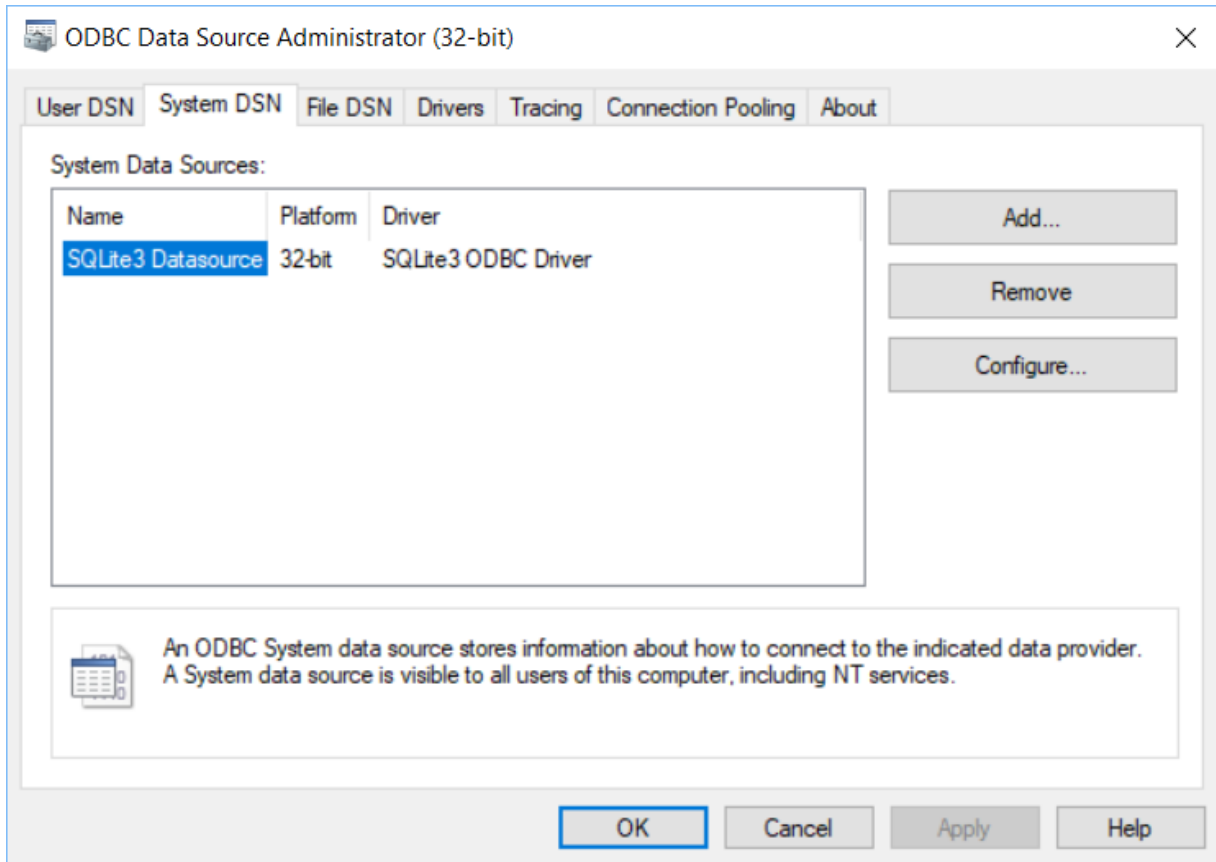 ODBC Data Source Administrator (32-bit)
User DSN System DSN File DSN Drivers Tracing Connection Pooling About
System Data Sources:
Name Platform Driver
SQLite3 Datasource 32-bit SQLite3 ODBC Driver
Add...
Remove
Configure...
An ODBC System data source stores information about how to connect to the indicated data provider.
A System data source is visible to all users of this computer, including NT services.
OK Cancel Apply Help